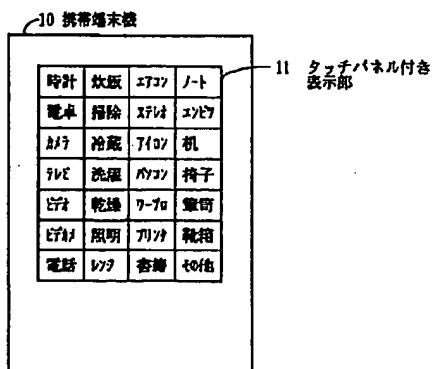 10 携帯端末機
11 タッチパネル付き
表示部
時計 炊飯 エアコン ノート
電卓 掃除 ステレオ エンピツ
カメラ 冷蔵 アイロン 机
テレビ 洗濯 パソコン 椅子
ビデオ 乾燥 ワープロ 箪笥
ビデカメ 照明 プリンタ 靴箱
電話 レンヂ 書籍 その他